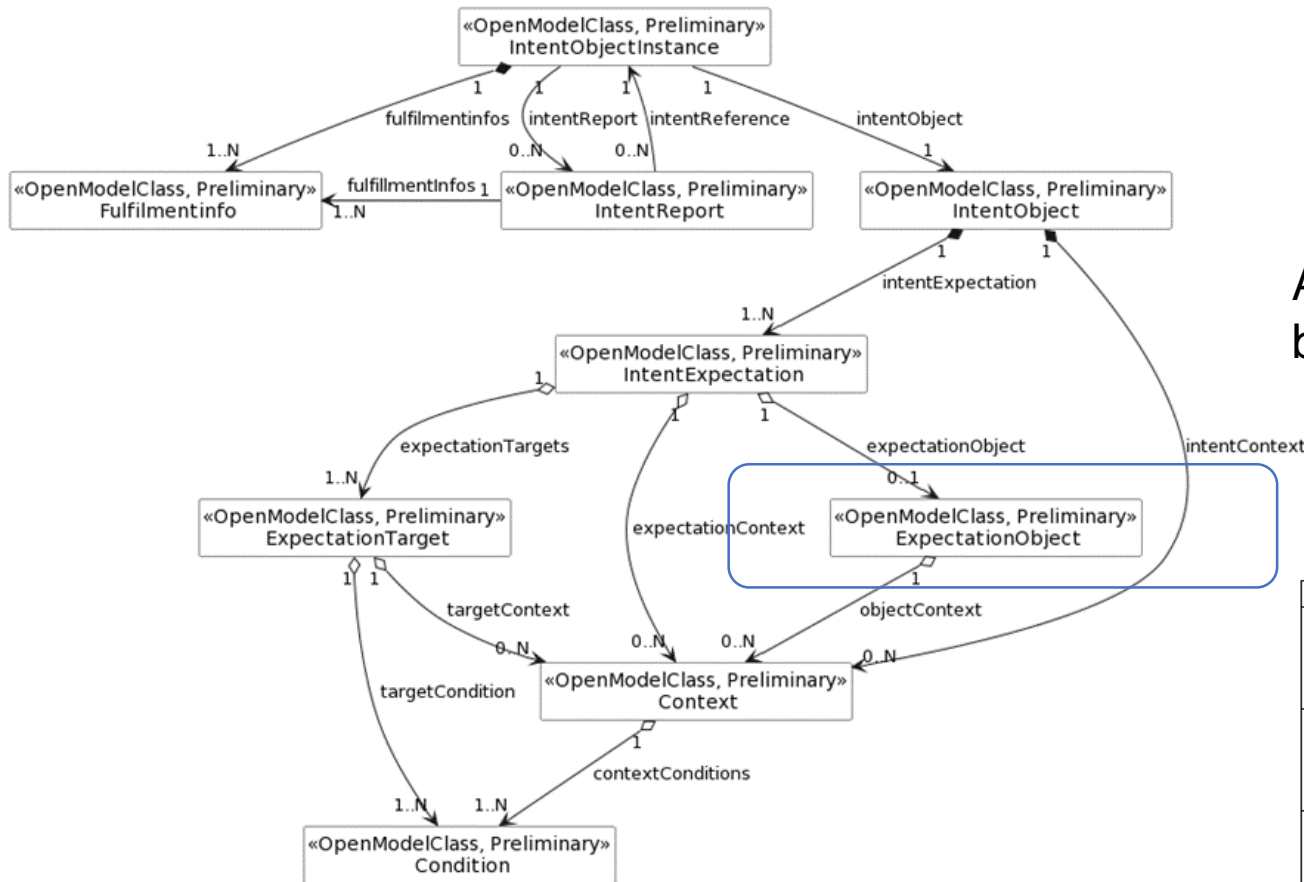 «OpenModelClass, Preliminary»
IntentObjectInstance
1
1
1
1
fulfilmentinfos
intentReport
intentReference
intentObject
1..N
0..N
0..N
1
«OpenModelClass, Preliminary»
Fulfilmentinfo
fulfillmentInfos
1
1..N
«OpenModelClass, Preliminary»
IntentReport
«OpenModelClass, Preliminary»
IntentObject
1
1
intentExpectation
A
b
1..N
«OpenModelClass, Preliminary»
IntentExpectation
1
1
1
expectationTargets
expectationObject
intentContext
1..N
0..1
«OpenModelClass, Preliminary»
ExpectationTarget
expectationContext
«OpenModelClass, Preliminary»
ExpectationObject
1
1
1
targetContext
objectContext
0..N
0..N
0..N
0..N
«OpenModelClass, Preliminary»
Context
targetCondition
1
contextConditions
1..N
1..N
«OpenModelClass, Preliminary»
Condition